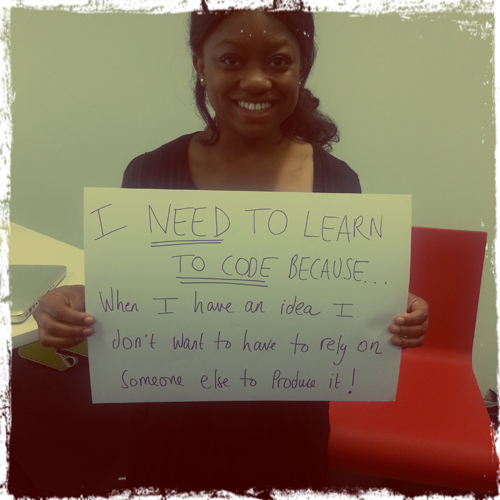 I NEED TO LEARN
TO CODE BECAUSE...
When I have an idea I
don't want to have to rely on
someone else to Produce it!